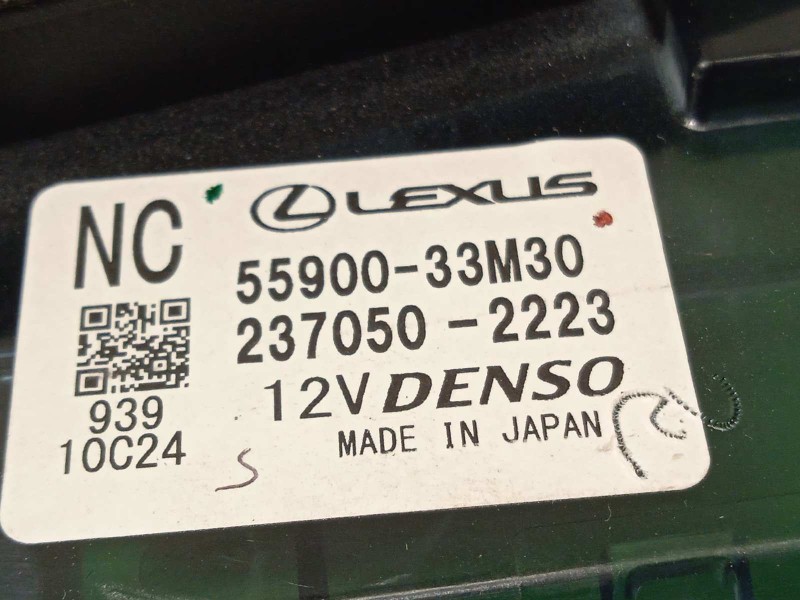 NC
LEXUS
55900-33M30
237050-2223
12V DENSO
MADE IN JAPAN
939
10C24
S